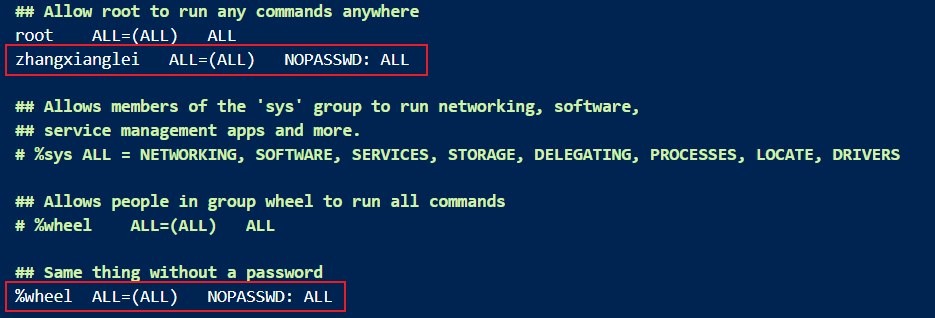 ## Allow root to run any commands anywhere
root    ALL=(ALL)   ALL
zhangxianglei   ALL=(ALL)   NOPASSWD: ALL
## Allows members of the 'sys' group to run networking, software,
## service management apps and more.
# %sys ALL = NETWORKING, SOFTWARE, SERVICES, STORAGE, DELEGATING, PROCESSES, LOCATE, DRIVERS
## Allows people in group wheel to run all commands
# %wheel    ALL=(ALL)   ALL
## Same thing without a password
%wheel  ALL=(ALL)   NOPASSWD: ALL